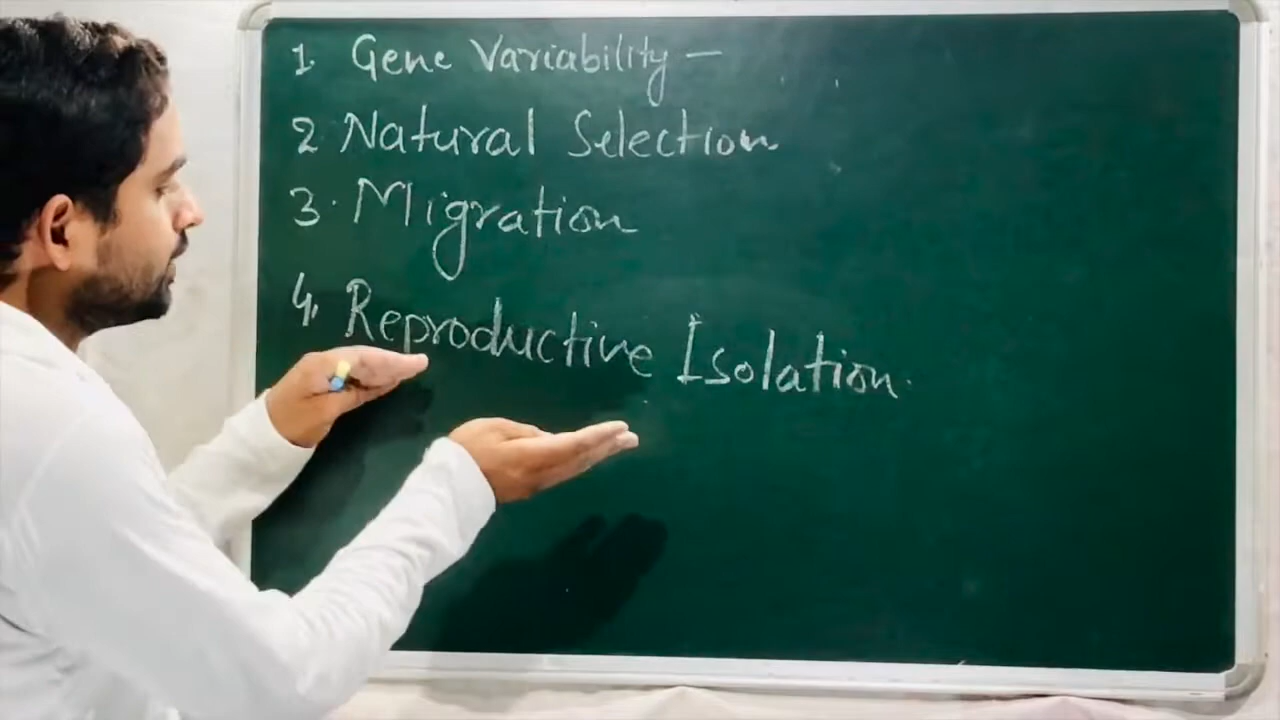 1. Gene Variability –
2 Natural Selection
3. Migration
4. Reproductive Isolation.